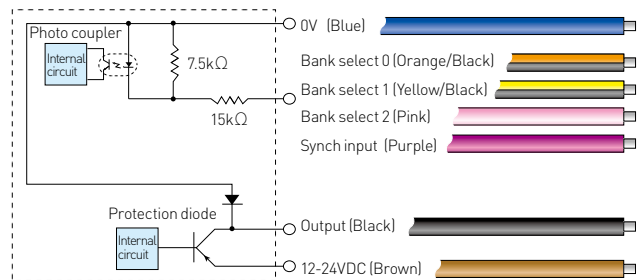 0V (Blue)
Photo coupler
Internal
circuit
7.5kΩ
Bank select 0 (Orange/Black)
Bank select 1 (Yellow/Black)
15kΩ
Bank select 2 (Pink)
Synch input (Purple)
Protection diode
Output (Black)
Internal
circuit
12-24VDC (Brown)